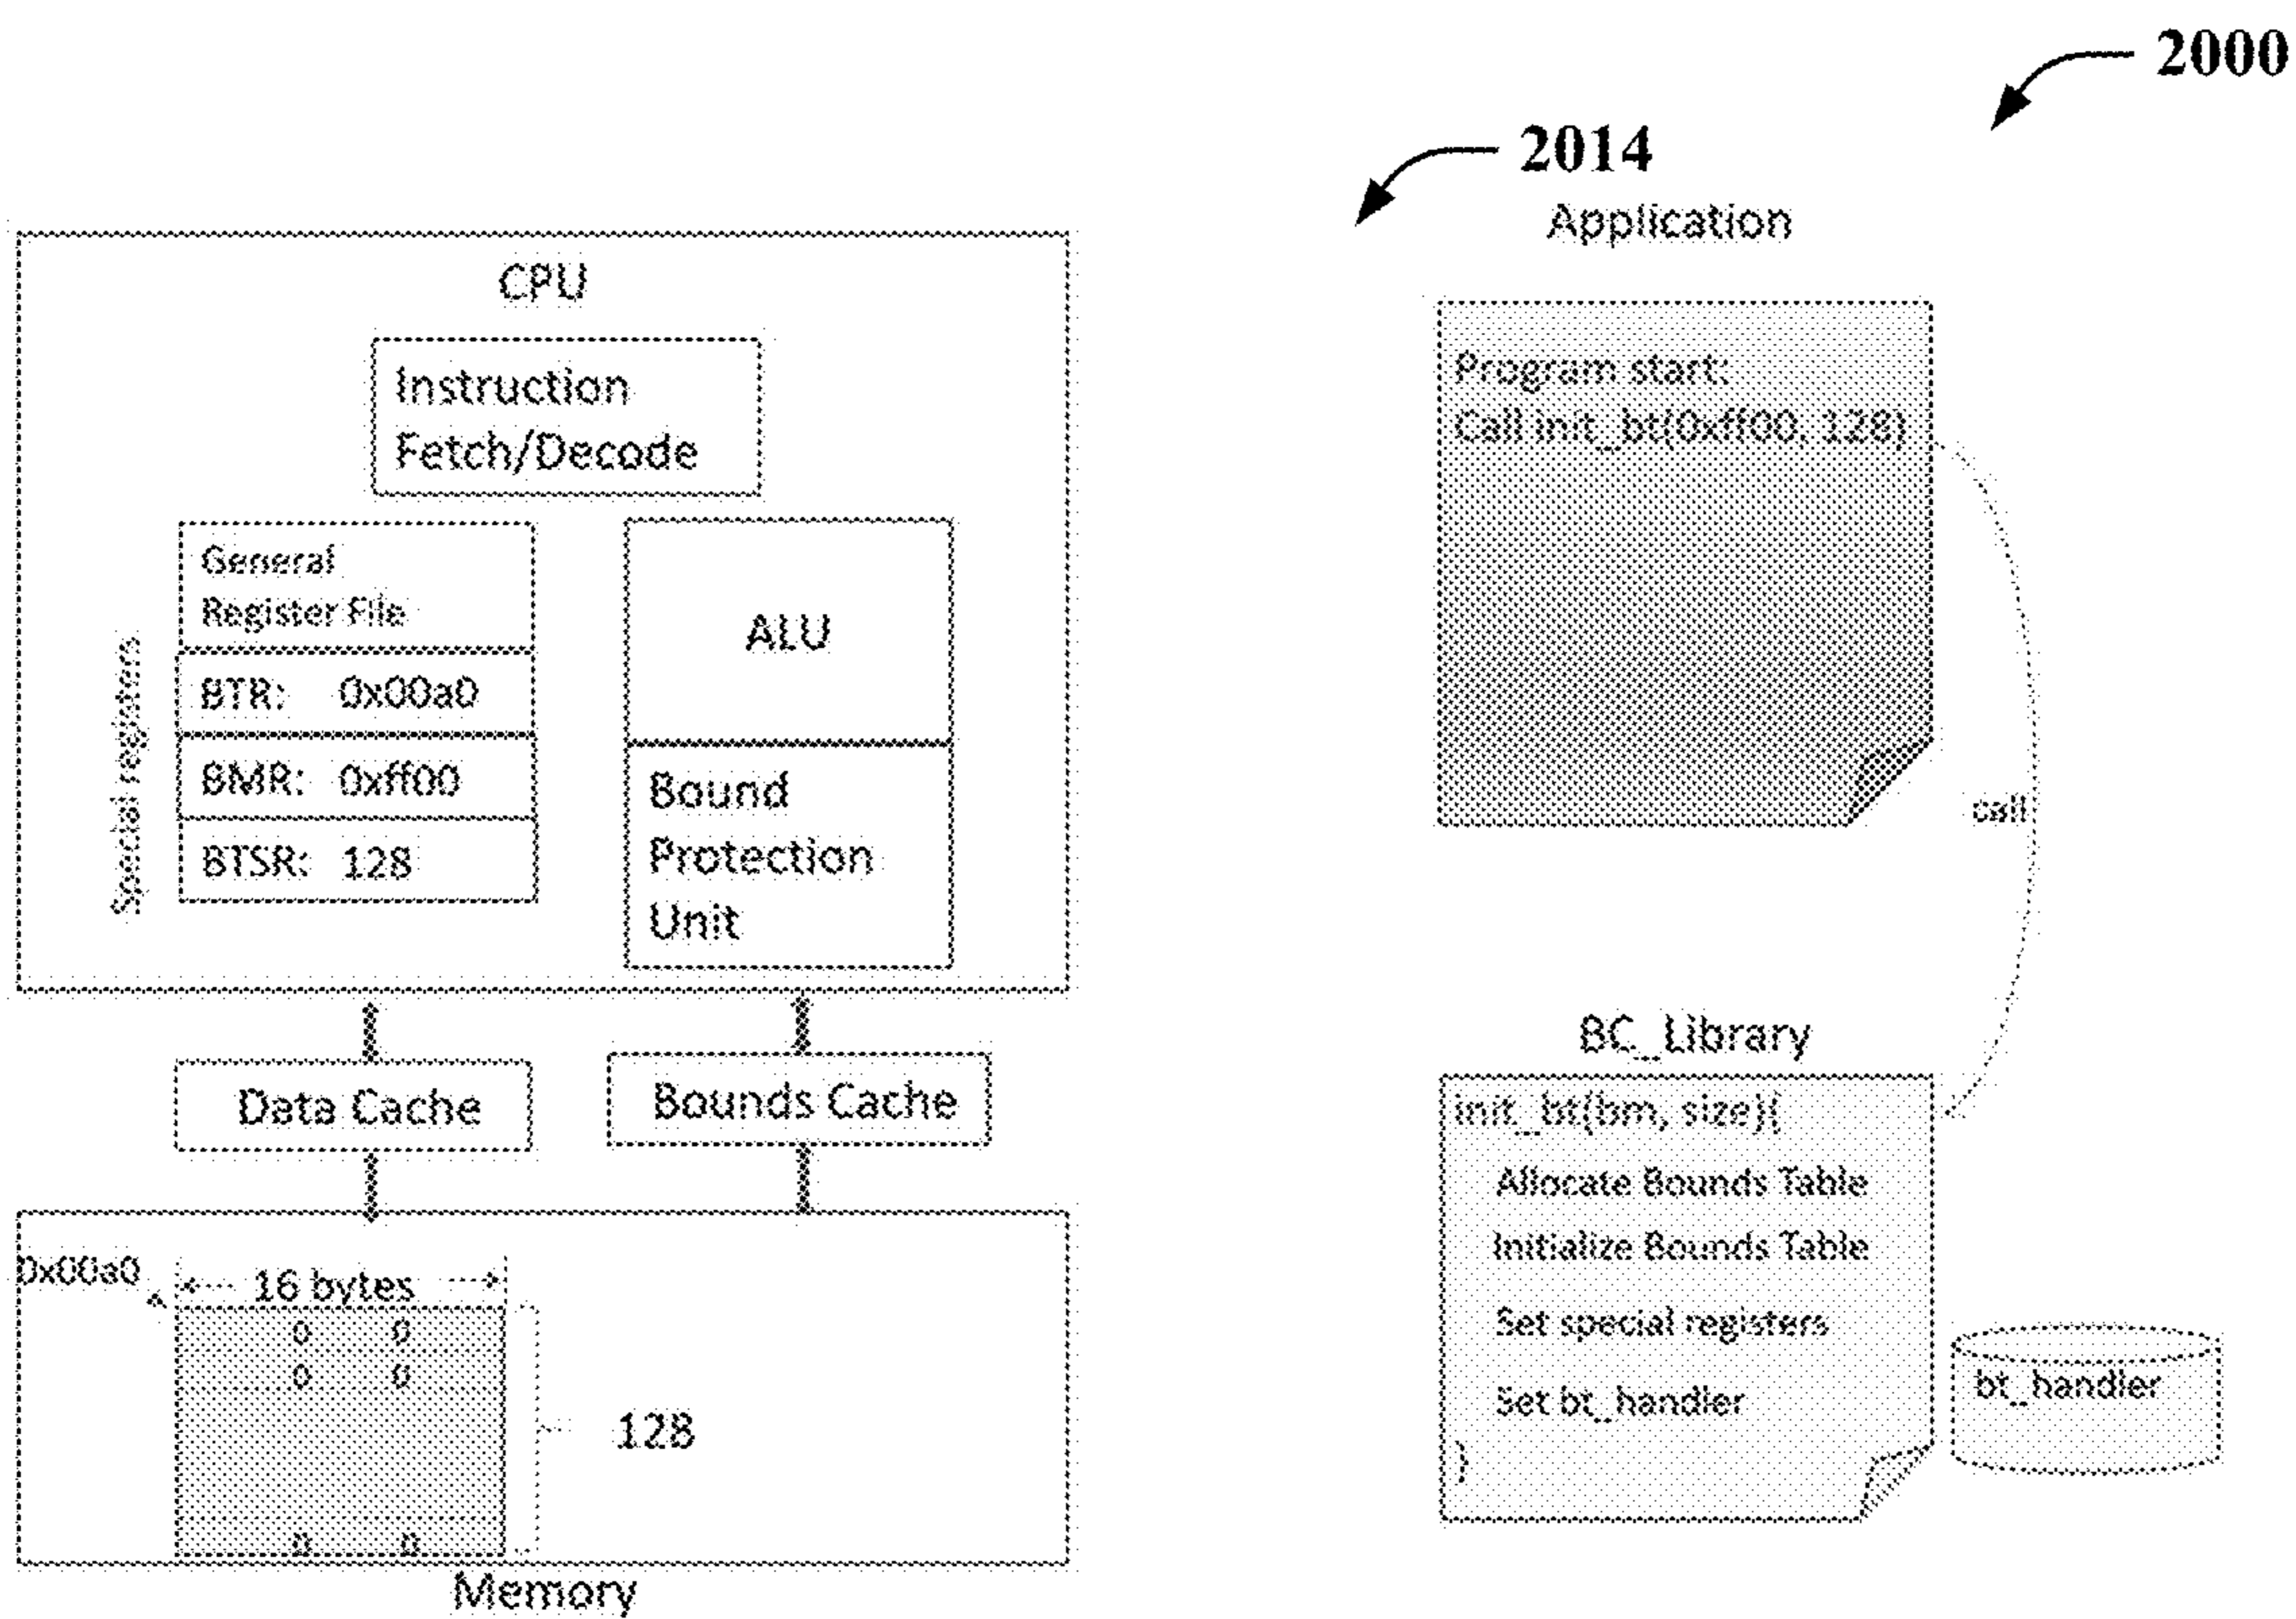 2000
2014
Application
CPU
Instruction
Fetch/Decode
General
Register File
Special registers
BTR: 0x00a0
BMR: 0xff00
BTSR: 128
ALU
Bound
Protection
Unit
Data Cache
Bounds Cache
0x00a0
16 bytes
0 0
0 0
0 0
128
Memory
Program start:
Call init_bt(0xff00, 128)
call
BC_Library
init_bt(bm, size){
Allocate Bounds Table
Initialize Bounds Table
Set special registers
Set bt_handler
}
bt_handler